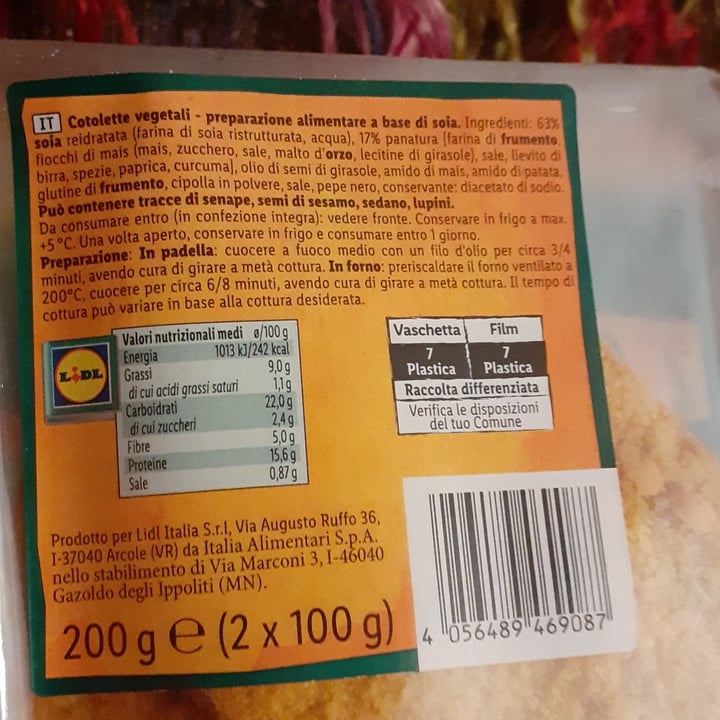 IT Cotolette vegetali - preparazione alimentare a base di soia. Ingredienti: 63%
soia reidratata (farina di soia ristrutturata, acqua), 17% panatura [farina di frumento,
fiocchi di mais (mais, zucchero, sale, malto d'orzo, lecitine di girasole), sale, lievito di
birra, spezie, paprica, curcuma], olio di semi di girasole, amido di mais, amido di patata,
glutine di frumento, cipolla in polvere, sale, pepe nero, conservante: diacetato di sodio.
Può contenere tracce di senape, semi di sesamo, sedano, lupini.
Da consumare entro (in confezione integra): vedere fronte. Conservare in frigo a max.
+5 °C. Una volta aperto, conservare in frigo e consumare entro 1 giorno.
Preparazione: In padella: cuocere a fuoco medio con un filo d'olio per circa 3/4
minuti, avendo cura di girare a metà cottura. In forno: preriscaldare il forno ventilato a
200°C, cuocere per circa 6/8 minuti, avendo cura di girare a metà cottura. Il tempo di
cottura può variare in base alla cottura desiderata.
LIDL
Valori nutrizionali medi ø/100 g
Energia 1013 kJ/242 kcal
Grassi 9,0 g
di cui acidi grassi saturi 1,1 g
Carboidrati 22,0 g
di cui zuccheri 2,4 g
Fibre 5,0 g
Proteine 15,6 g
Sale 0,87 g
Vaschetta Film
7 7
Plastica Plastica
Raccolta differenziata
Verifica le disposizioni
del tuo Comune
Prodotto per Lidl Italia S.r.l, Via Augusto Ruffo 36,
I-37040 Arcole (VR) da Italia Alimentari S.p.A.
nello stabilimento di Via Marconi 3, I-46040
Gazoldo degli Ippoliti (MN).
200 g e (2 x 100 g)
4 056489 469087